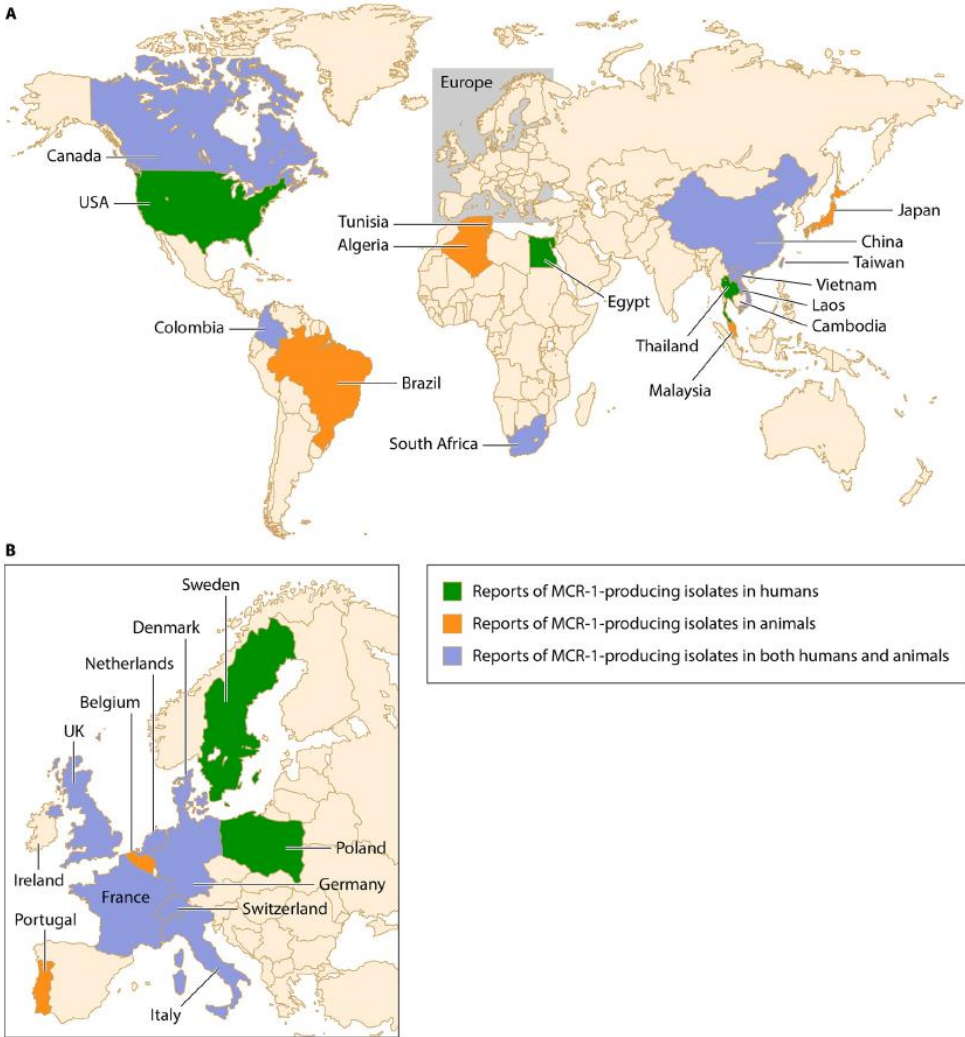 A
Europe
Canada
USA
Tunisia
Algeria
Japan
China
Taiwan
Egypt
Vietnam
Laos
Cambodia
Colombia
Thailand
Malaysia
Brazil
South Africa
B
Sweden
Denmark
Netherlands
Belgium
UK
Poland
Ireland
Germany
France
Switzerland
Portugal
Italy
Reports of MCR-1-producing isolates in humans
Reports of MCR-1-producing isolates in animals
Reports of MCR-1-producing isolates in both humans and animals